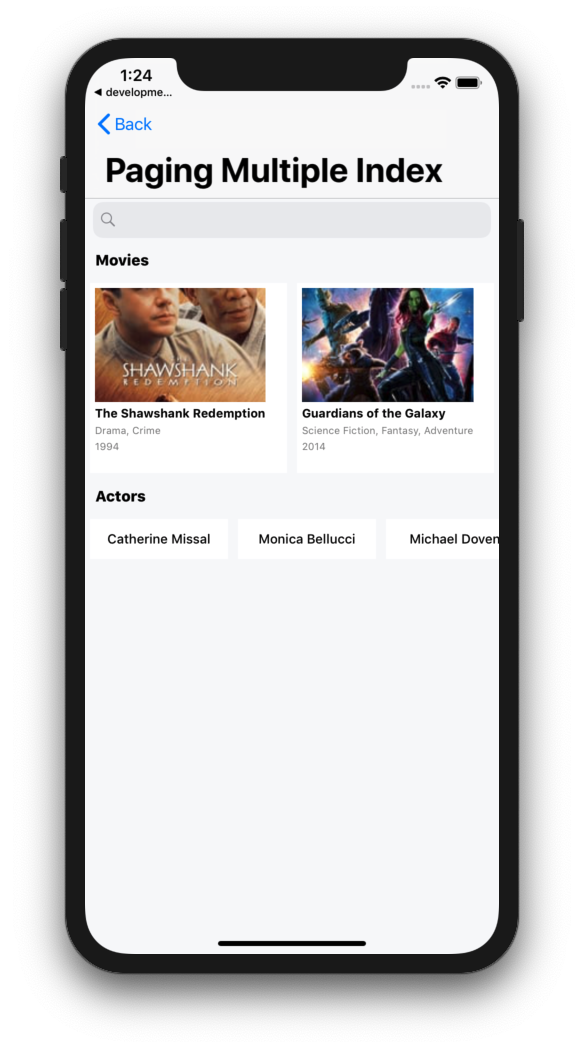 1:24
◀ developme...
Back
Paging Multiple Index
Movies
SHAWSHANK
REDEMPTION
The Shawshank Redemption
Drama, Crime
1994
Guardians of the Galaxy
Science Fiction, Fantasy, Adventure
2014
Actors
Catherine Missal
Monica Bellucci
Michael Doven